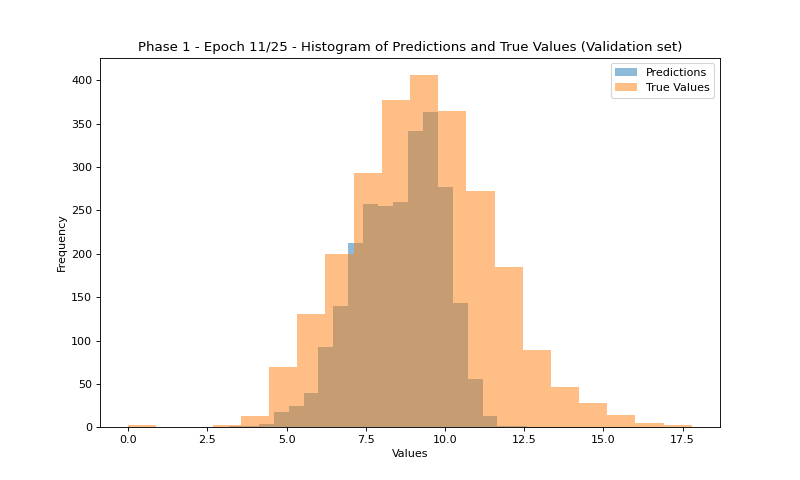 Phase 1 - Epoch 11/25 - Histogram of Predictions and True Values (Validation set)
Predictions
True Values
Frequency
400
350
300
250
200
150
100
50
0
0.0 2.5 5.0 7.5 10.0 12.5 15.0 17.5
Values